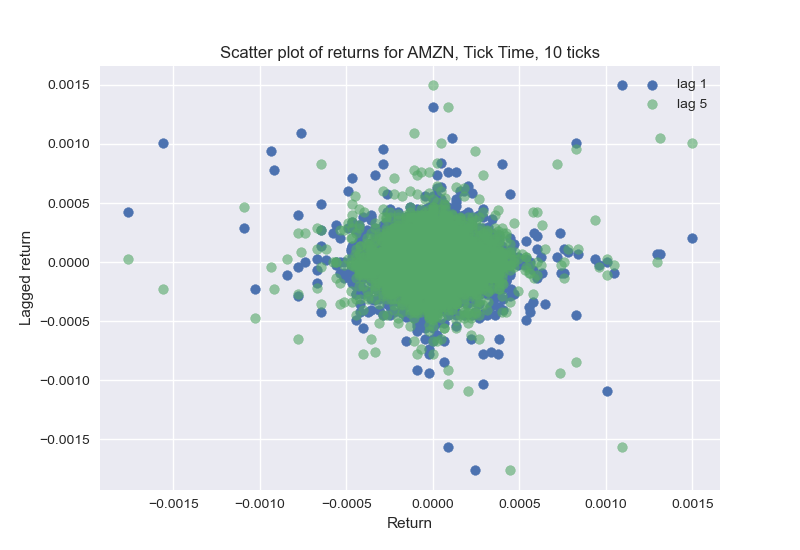 Scatter plot of returns for AMZN, Tick Time, 10 ticks
lag 1
lag 5
0.0015
0.0010
0.0005
0.0000
−0.0005
−0.0010
−0.0015
Lagged return
−0.0015 −0.0010 −0.0005 0.0000 0.0005 0.0010 0.0015
Return